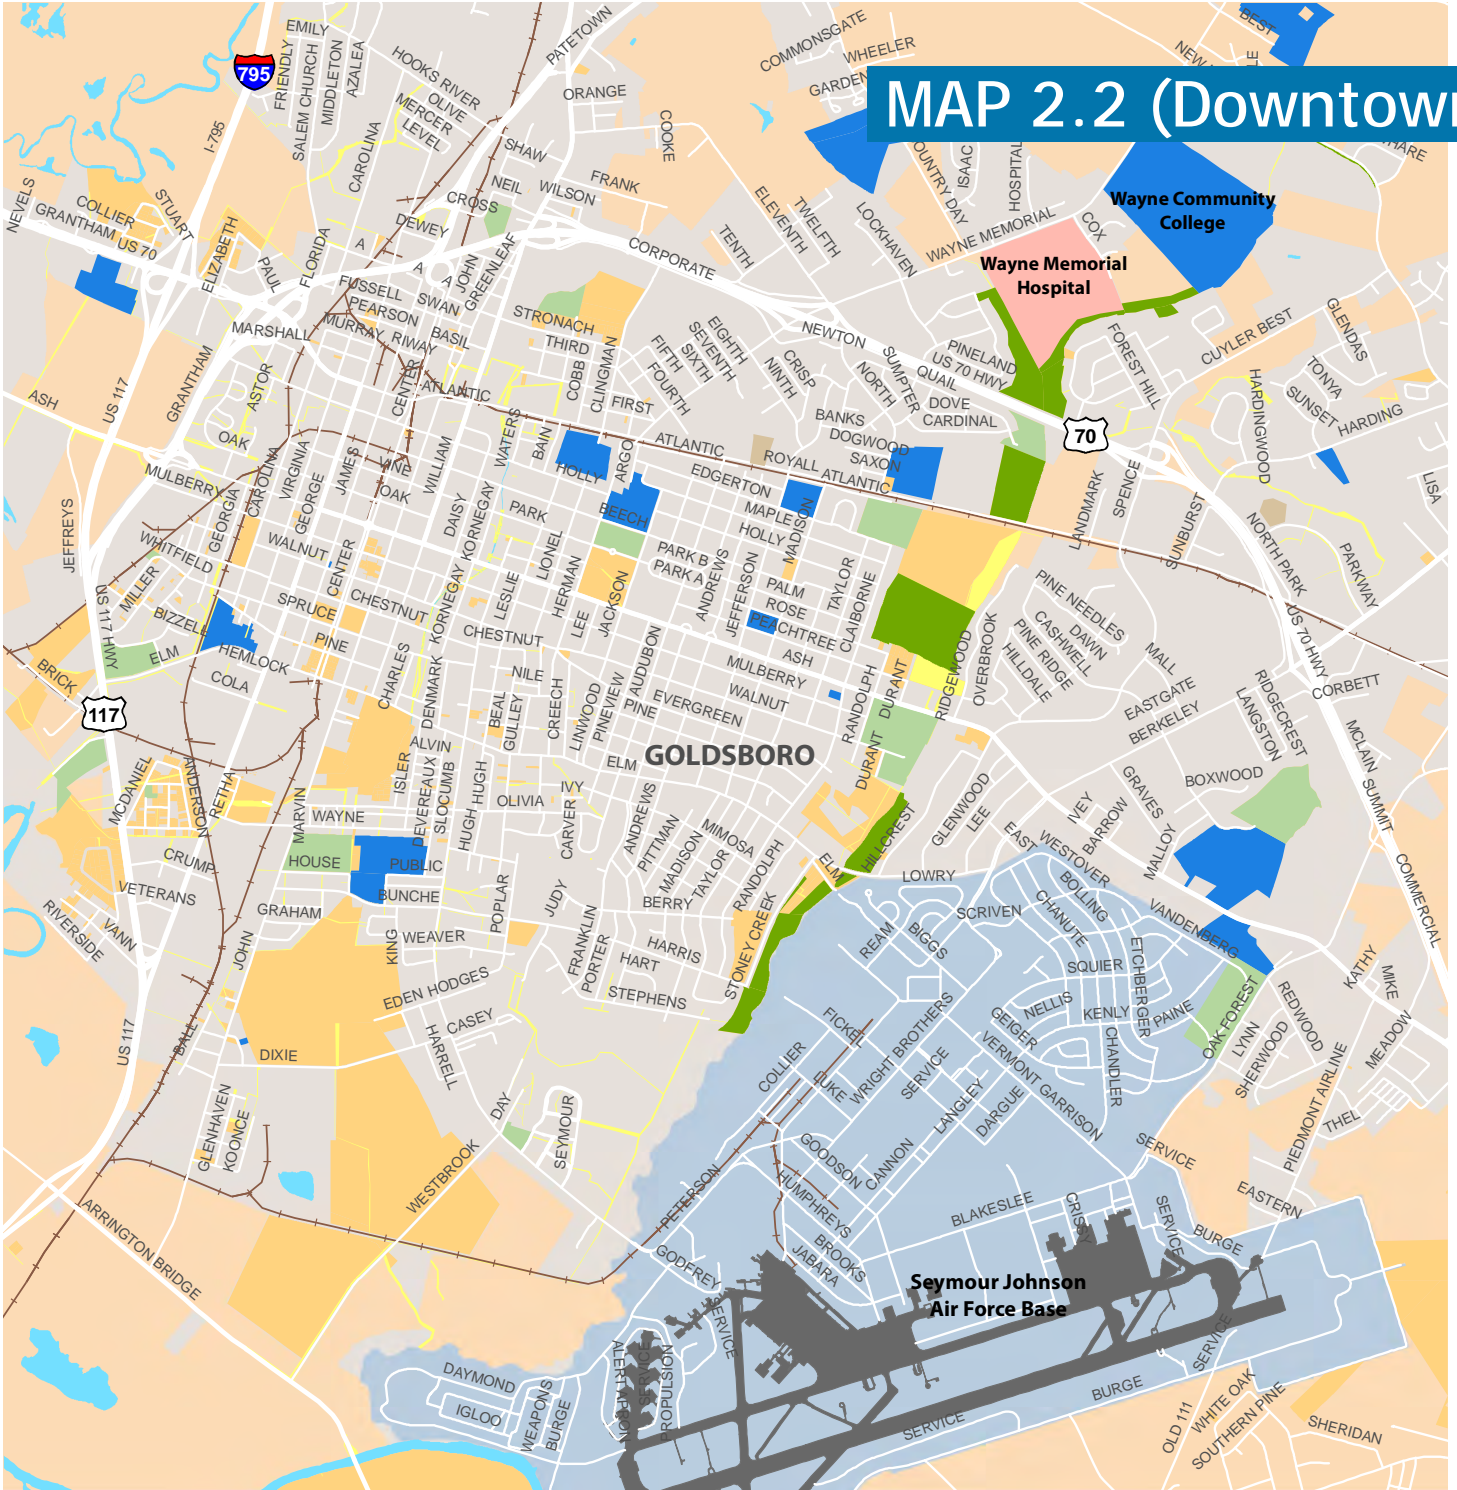 MAP 2.2 (Downtow
795
EMILY
FRIENDLY
SALEM CHURCH
MIDDLETON
AZALEA
HOOKS RIVER
OLIVE
MERCER
LEVEL
PATETOWN
ORANGE
COOKE
COMMONSGATE
WHEELER
GARDEN
BEST
I-795
CAROLINA
SHAW
NEIL
WILSON
FRANK
CROSS
DEWEY
ISAAC
HOSPITAL
Wayne Community
College
NEVELS
COLLIER
STUART
GRANTHAM US 70
ELIZABETH
PAUL
FLORIDA
A
A
A
JOHN
GREENLEAF
CORPORATE
TENTH
ELEVENTH
TWELFTH
LOCKHAVEN
COUNTRY DAY
WAYNE MEMORIAL
COX
Wayne Memorial
Hospital
FUSSELL
PEARSON
MURRAY
SWAN
RIWAY
BASIL
STRONACH
THIRD
MARSHALL
GRANTHAM
ASTOR
CENTER
ATLANTIC
COBB
CLINGMAN
FIRST
FIFTH
FOURTH
SIXTH
SEVENTH
EIGHTH
NINTH
CRISP
NEWTON
NORTH
SUMPTER
PINELAND
US 70 HWY
QUAIL
DOVE
CARDINAL
BANKS
DOGWOOD
SAXON
FOREST HILL
CUYLER BEST
GLENDAS
TONYA
SUNSET
HARDING
HARDINGWOOD
70
ASH
US 117
OAK
MULBERRY
VIRGINIA
GEORGE
JAMES
VINE
OAK
WILLIAM
WATERS
BAIN
HOLLY
ARGO
ATLANTIC
ROYALL ATLANTIC
EDGERTON
MAPLE
HOLLY
MADISON
LANDMARK
SPENCE
SUNBURST
NORTH PARK
PARKWAY
LISA
JEFFREYS
GEORGIA
CAROLINA
WHITFIELD
MILLER
WALNUT
CENTER
DAISY
KORNEGAY
PARK
BEECH
LIONEL
HERMAN
PARK B
PARK A
ANDREWS
JEFFERSON
PALM
ROSE
PEACHTREE
ASH
TAYLOR
CLAIBORNE
US 117 HWY
BIZZELL
ELM
SPRUCE
CHESTNUT
PINE
HEMLOCK
COLA
BRICK
KORNEGAY
LESLIE
CHESTNUT
LEE
JACKSON
NILE
AUDUBON
MULBERRY
WALNUT
EVERGREEN
PINE
RANDOLPH
DURANT
RIDGEWOOD
OVERBROOK
PINE NEEDLES
DAWN
CASHWELL
PINE RIDGE
HILLDALE
MALL
EASTGATE
BERKELEY
US 70 HWY
CORBETT
RIDGECREST
LANGSTON
117
CHARLES
DENMARK
BEAL
GULLEY
CREECH
LINWOOD
PINEVIEW
GOLDSBORO
DURANT
BOXWOOD
MCLAIN
SUMMIT
COMMERCIAL
MCDANIEL
ANDERSON
RETHA
MARVIN
WAYNE
ISLER
ALVIN
DEVEREAUX
SLOCUMB
HUGH
HUGH
OLIVIA
IVY
ELM
CARVER
ANDREWS
PITTMAN
MADISON
TAYLOR
MIMOSA
RANDOLPH
BERRY
ELM
HILLCREST
GLENWOOD
LEE
EAST
IVEY
BARROW
GRAVES
MALLOY
WESTOVER
CRUMP
VETERANS
HOUSE
PUBLIC
BUNCHE
GRAHAM
KING
WEAVER
POPLAR
JUDY
FRANKLIN
PORTER
HARRIS
HART
STEPHENS
STONEY CREEK
LOWRY
SCRIVEN
REAM
BIGGS
BOLLING
CHANUTE
SQUIER
ETCHBERGER
VANDENBERG
RIVERSIDE
VANN
JOHN
EDEN HODGES
CASEY
HARRELL
US 117
BALL
DIXIE
GLENHAVEN
KOONCE
DAY
SEYMOUR
WESTBROOK
FICKEL
WRIGHT BROTHERS
COLLIER
LUKE
SERVICE
GEIGER
NELLIS
KENLY
PAINE
CHANDLER
VERMONT GARRISON
LANGLEY
DARGUE
OAK FOREST
LYNN
SHERWOOD
REDWOOD
KATHY
MIKE
MEADOW
PIEDMONT AIRLINE
THEL
GOODSON
CANNON
HUMPHREYS
PETERSON
BROOKS
JABARA
GODFREY
BLAKESLEE
CRISSY
SERVICE
SERVICE
BURGE
EASTERN
ARRINGTON BRIDGE
Seymour Johnson
Air Force Base
SERVICE
ALERT APRON
SERVICE
PROPULSION
DAYMOND
IGLOO
WEAPONS
BURGE
SERVICE
BURGE
SERVICE
OLD 111
WHITE OAK
SOUTHERN PINE
SHERIDAN